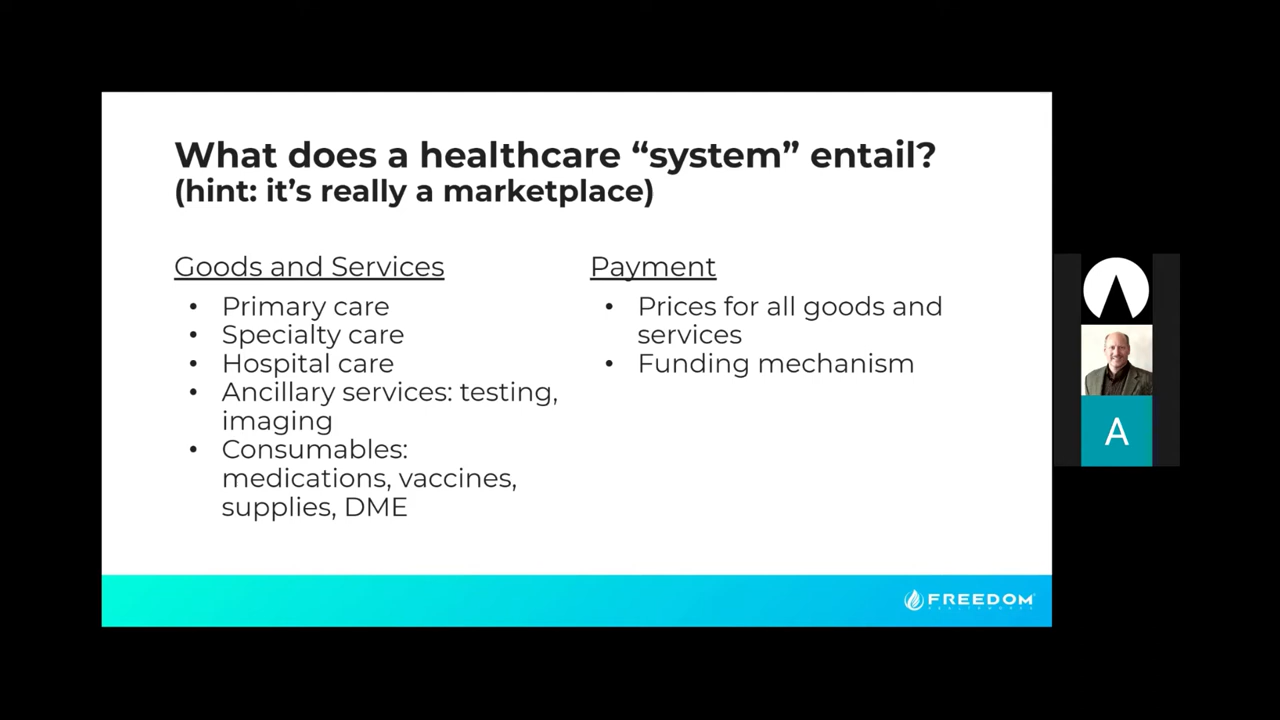 What does a healthcare “system” entail?
(hint: it’s really a marketplace)
Goods and Services
• Primary care
• Specialty care
• Hospital care
• Ancillary services: testing,
imaging
• Consumables:
medications, vaccines,
supplies, DME
Payment
• Prices for all goods and
services
• Funding mechanism
FREEDOM
HEALTHWORKS
A